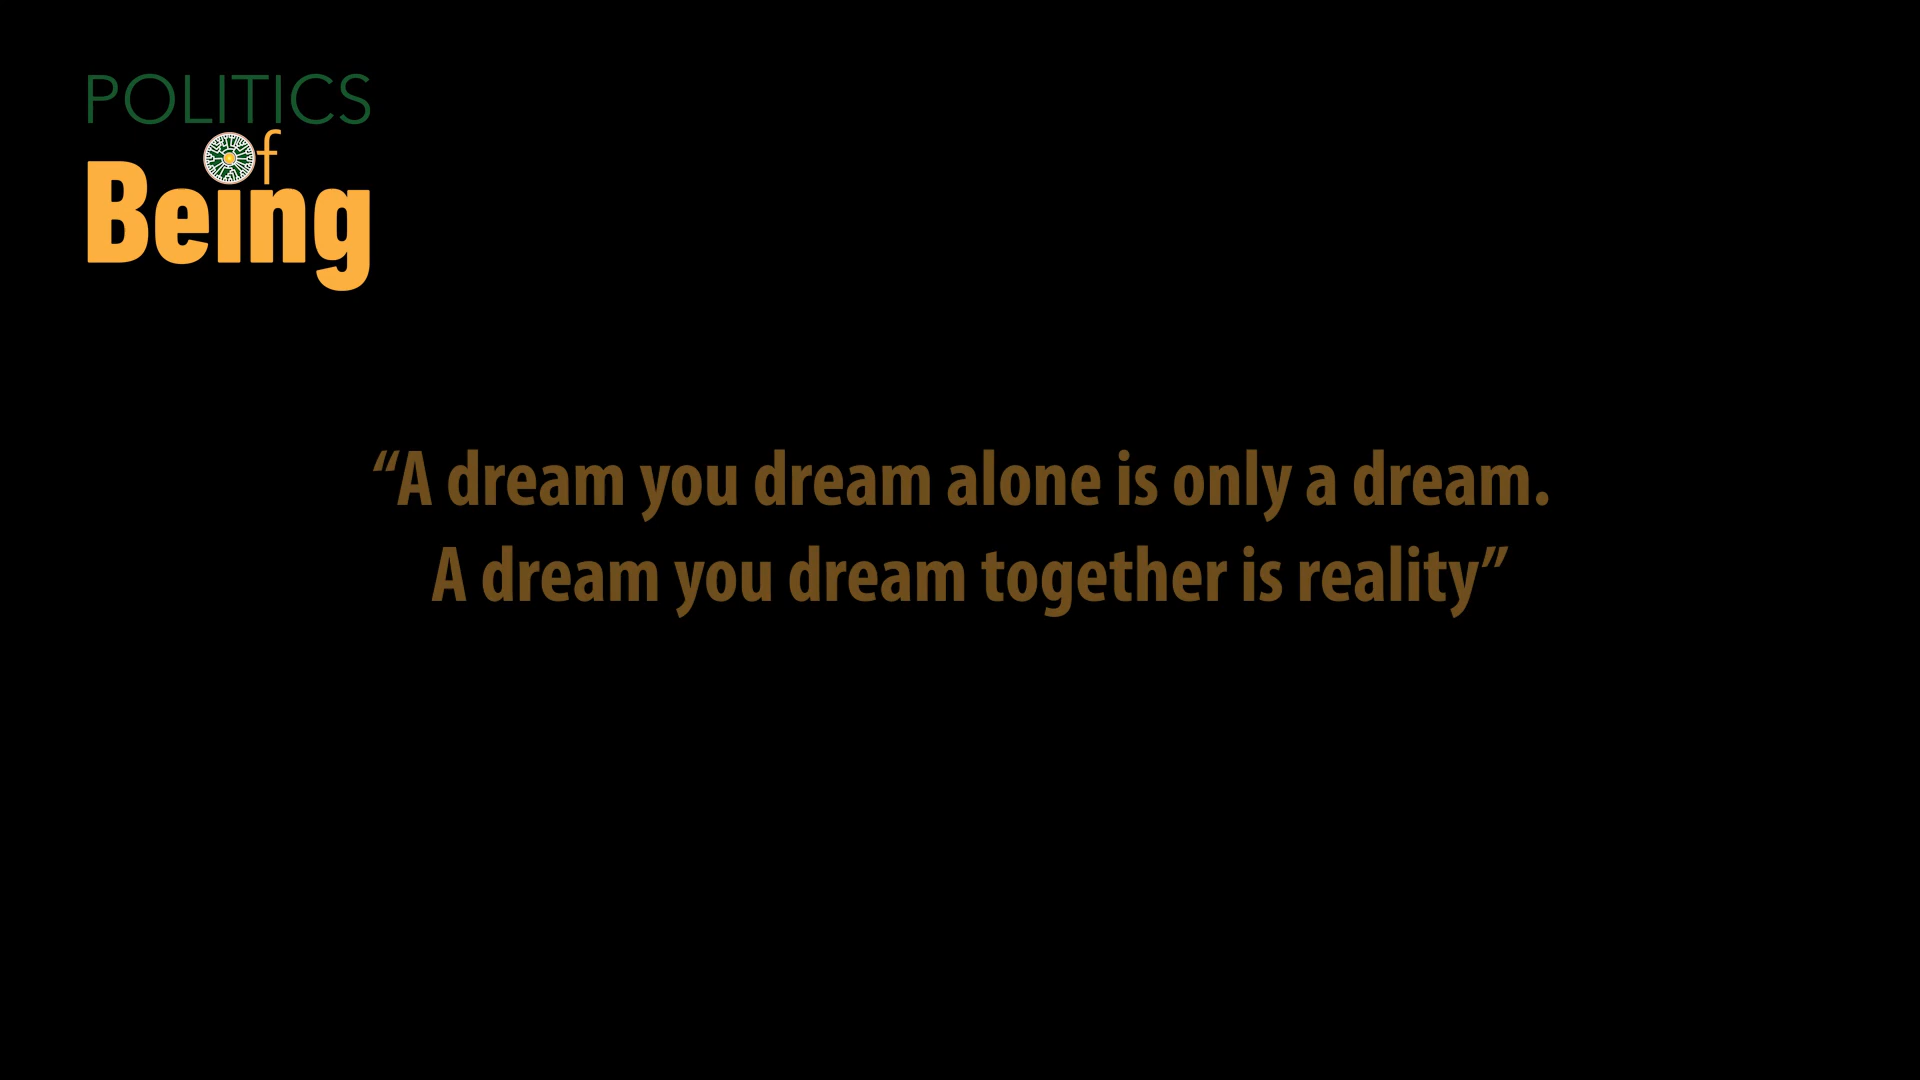 POLITICS
of
Being
“A dream you dream alone is only a dream.
A dream you dream together is reality”